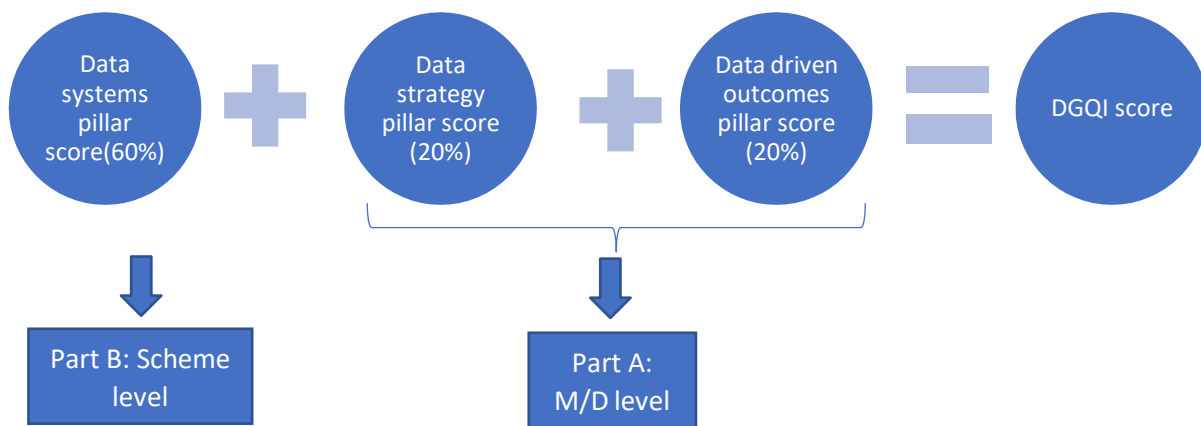 Data
systems
pillar
score(60%)
Data
strategy
pillar score
(20%)
Data driven
outcomes
pillar score
(20%)
DGQI score
Part B: Scheme
level
Part A:
M/D level